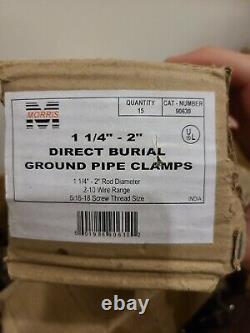 MORRIS
QUANTITY
15
CAT - NUMBER
90639
1 1/4" - 2"
DIRECT BURIAL
GROUND PIPE CLAMPS
1 1/4" - 2" Rod Diameter
2-10 Wire Range
5/16-18 Screw Thread Size
INDIA